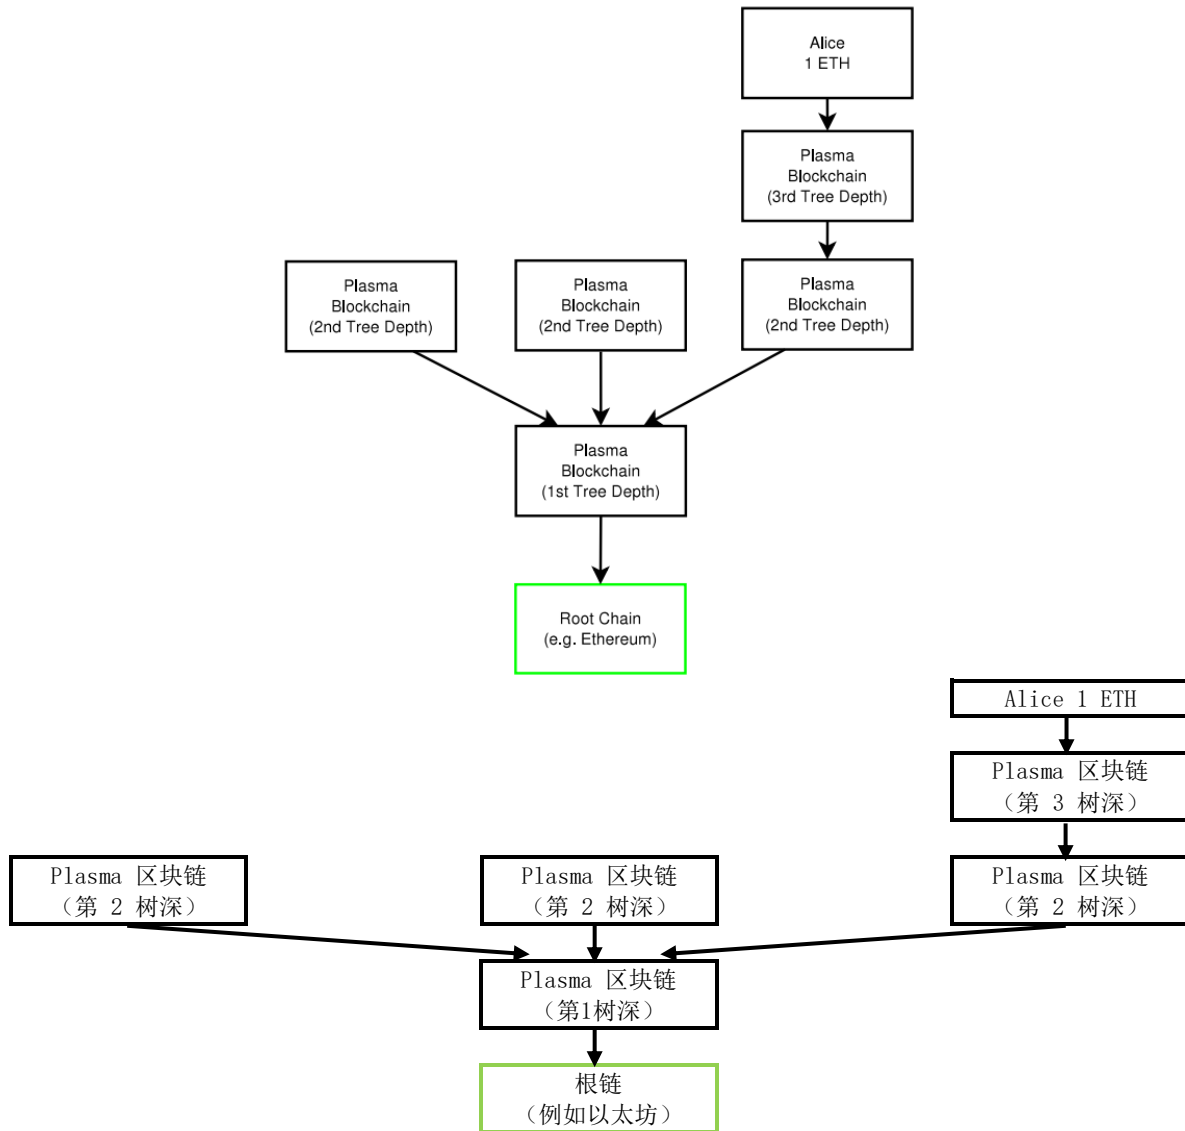 Alice
1 ETH
Plasma
Blockchain
(3rd Tree Depth)
Plasma
Blockchain
(2nd Tree Depth)
Plasma
Blockchain
(2nd Tree Depth)
Plasma
Blockchain
(2nd Tree Depth)
Plasma
Blockchain
(1st Tree Depth)
Root Chain
(e.g. Ethereum)
Alice 1 ETH
Plasma 区块链
（第 3 树深）
Plasma 区块链
（第 2 树深）
Plasma 区块链
（第 2 树深）
Plasma 区块链
（第 2 树深）
Plasma 区块链
（第1树深）
根链
（例如以太坊）